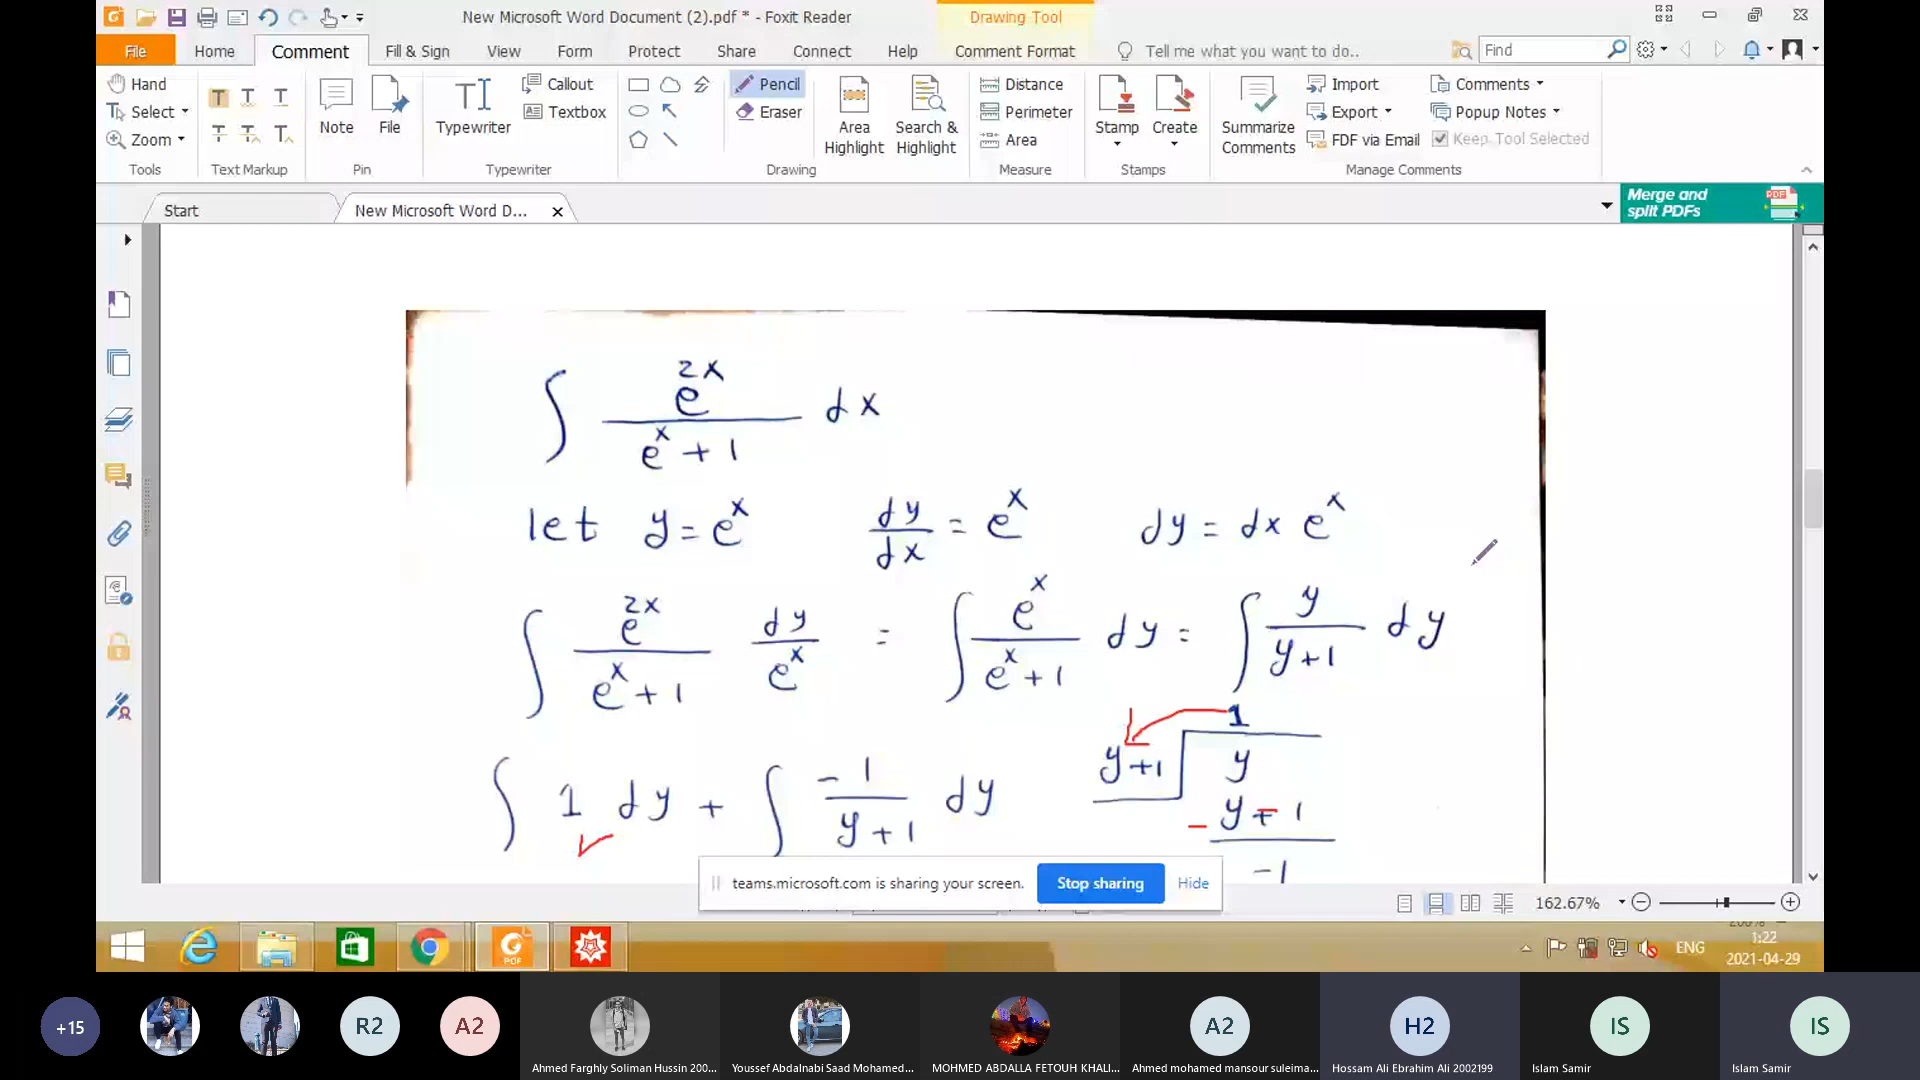 New Microsoft Word Document (2).pdf * - Foxit Reader
Drawing Tool
File Home Comment Fill & Sign View Form Protect Share Connect Help Comment Format Tell me what you want to do.. Find
Hand
Select
Zoom
Tools
Text Markup
Note
File
Pin
Typewriter
Callout
Textbox
Typewriter
Pencil
Eraser
Area Highlight
Search & Highlight
Drawing
Distance
Perimeter
Area
Measure
Stamp
Create
Stamps
Summarize Comments
Import
Export
FDF via Email
Comments
Popup Notes
Keep Tool Selected
Manage Comments
Start
New Microsoft Word D...
Merge and
split PDFs
PDF
∫ e^{2x} / (e^x + 1) dx
let y = e^x dy/dx = e^x dy = dx e^x
∫ e^{2x} / (e^x + 1) dy / e^x = ∫ e^x / (e^x + 1) dy = ∫ y / (y+1) dy
1
y+1 y
∫ 1 dy + ∫ -1 / (y+1) dy
- y + 1
-1
teams.microsoft.com is sharing your screen. Stop sharing Hide
162.67%
ENG
1:22
2021-04-29
+15
R2
A2
A2
H2
IS
IS
Ahmed Farghly Soliman Hussin 200...
Youssef Abdalnabi Saad Mohamed...
MOHMED ABDALLA FETOUH KHALI...
Ahmed mohamed mansour suleima...
Hossam Ali Ebrahim Ali 2002199
Islam Samir
Islam Samir